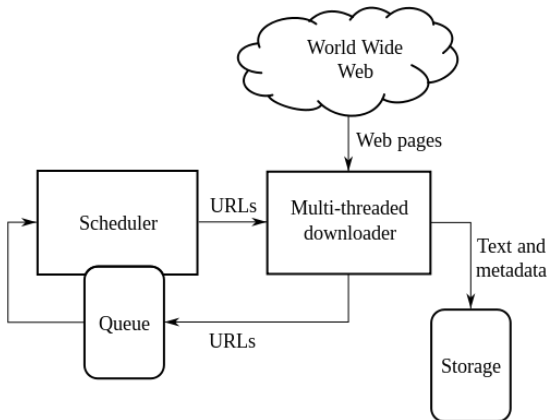 World Wide
Web
Web pages
Scheduler
URLs
Multi-threaded
downloader
Text and
metadata
Queue
URLs
Storage